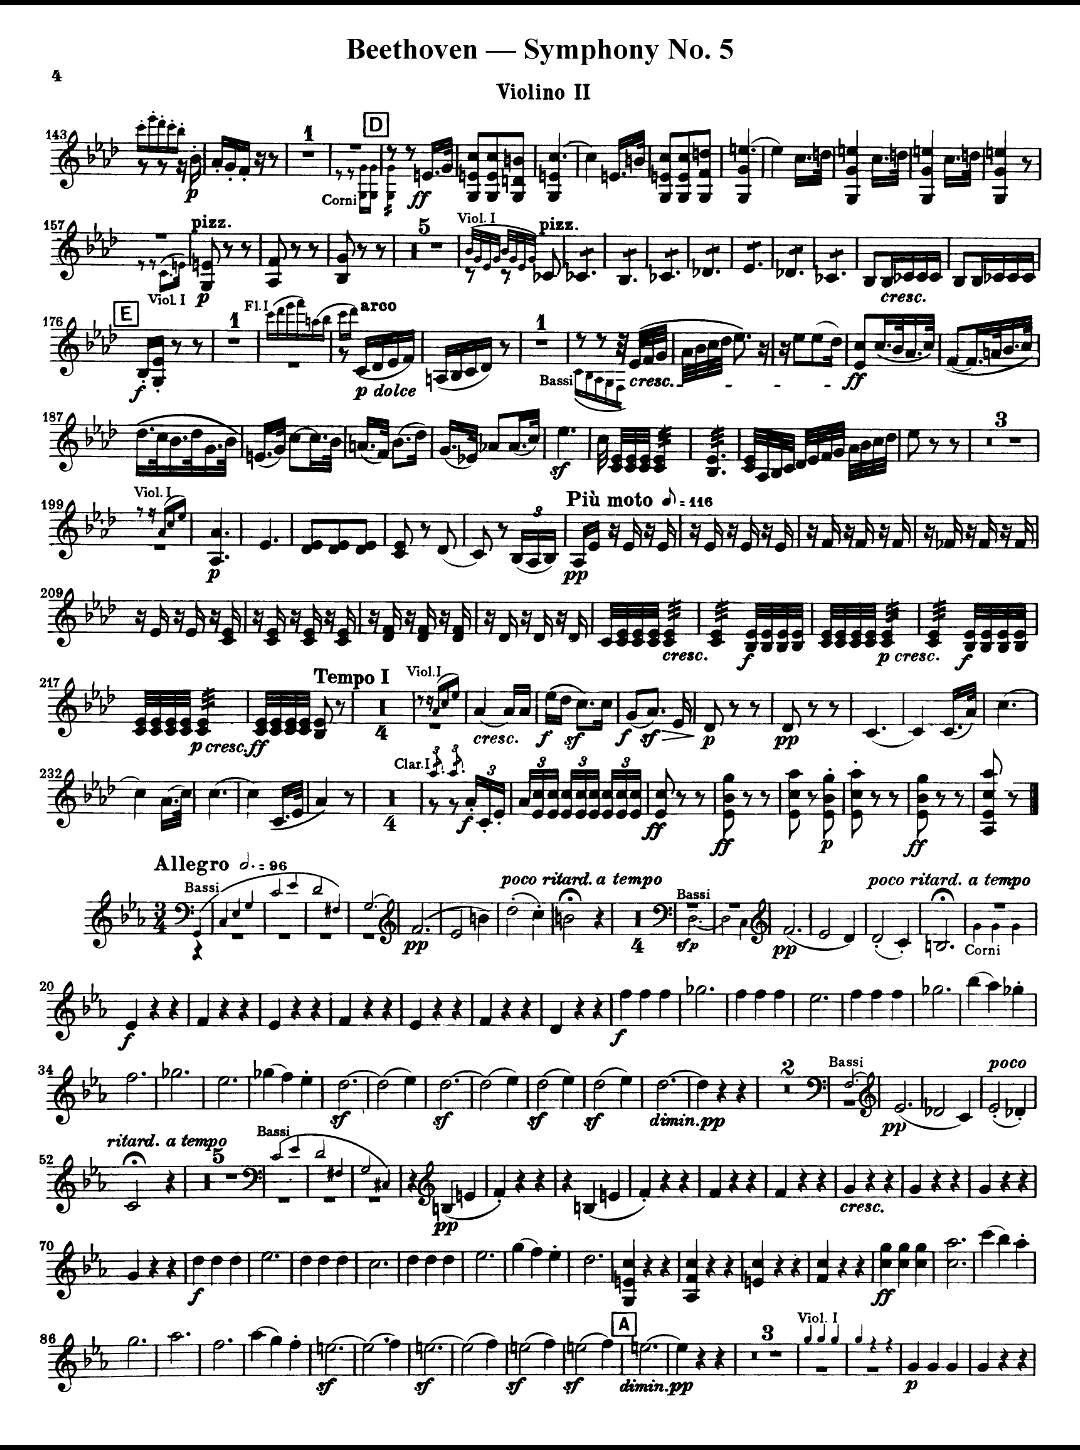 Beethoven — Symphony No. 5
4
Violino II
143 1 D
p Corni ff
157 pizz. 5 Viol. I pizz.
Viol. I p cresc.
E
176 1 Fl. I arco 1
f p dolce Bassi cresc. ff
187 3
sf
199 Viol. I Più moto ♪ = 116
3
p pp
209
cresc. f p cresc. f
217 Tempo I Viol. I
p cresc. ff 4 cresc. f sf f sf p pp
232 Clar. I 3 3 3 3 3 3
4 f ff ff p ff
Allegro 𝅗𝅥. = 96
Bassi poco ritard. a tempo Bassi poco ritard. a tempo
3/4 pp 4 sfp pp Corni
20
f f
34 2 Bassi poco
sf sf sf sf dimin. pp pp
ritard. a tempo Bassi
52 5
pp cresc.
70
f ff
A
86 3 Viol. I
sf sf sf sf dimin. pp p